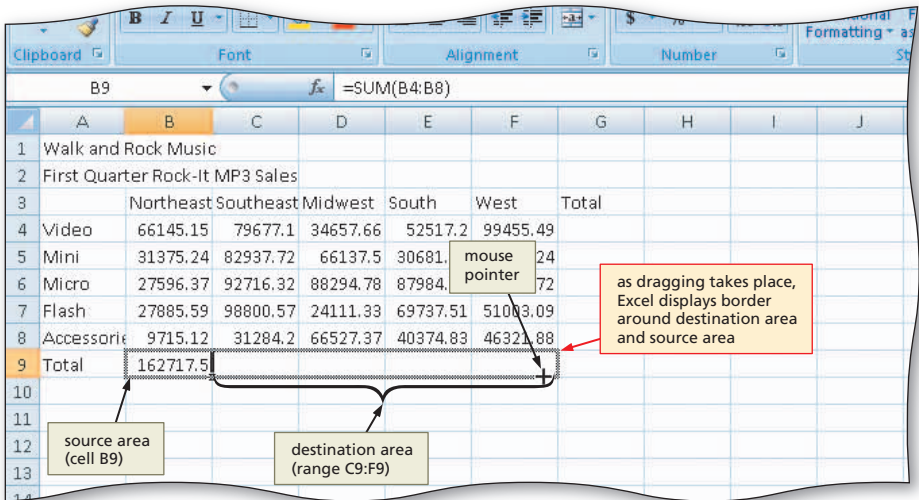 B I U $ %
Formatting as
Clipboard Font Alignment Number
B9 fx =SUM(B4:B8)
A B C D E F G H I J
1 Walk and Rock Music
2 First Quarter Rock-It MP3 Sales
3 Northeast Southeast Midwest South West Total
4 Video 66145.15 79677.1 34657.66 52517.2 99455.49
5 Mini 31375.24 82937.72 66137.5 30681. 24
6 Micro 27596.37 92716.32 88294.78 87984. 72
7 Flash 27885.59 98800.57 24111.33 69737.51 51003.09
8 Accessorie 9715.12 31284.2 66527.37 40374.83 46321.88
9 Total 162717.5
10
11
12
13
mouse
pointer
as dragging takes place,
Excel displays border
around destination area
and source area
source area
(cell B9)
destination area
(range C9:F9)